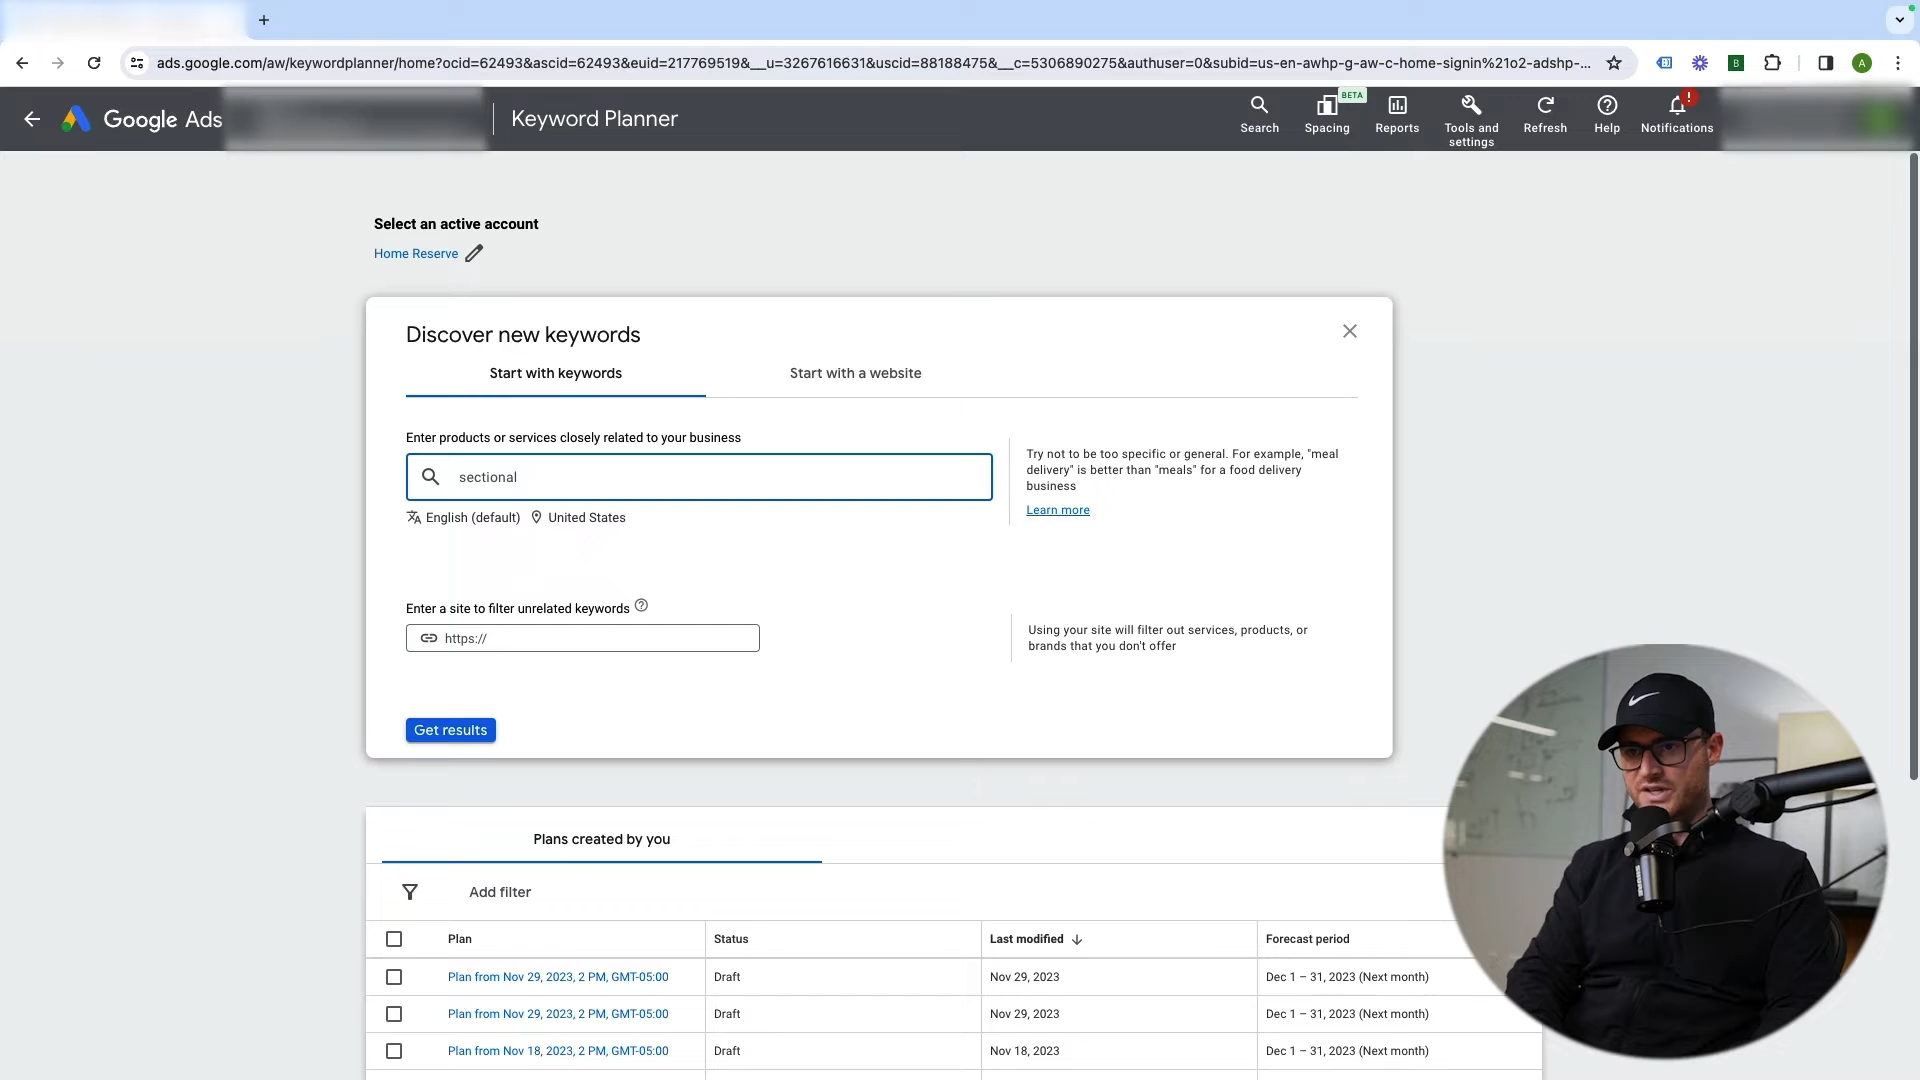 ads.google.com/aw/keywordplanner/home?ocid=62493&ascid=62493&euid=217769519&__u=3267616631&uscid=88188475&__c=5306890275&authuser=0&subid=us-en-awhp-g-aw-c-home-signin%21o2-adshp-...
B
A
Google Ads
Keyword Planner
Search
BETA
Spacing
Reports
Tools and
settings
Refresh
Help
Notifications
Select an active account
Home Reserve
Discover new keywords
Start with keywords
Start with a website
Enter products or services closely related to your business
sectional
English (default)
United States
Try not to be too specific or general. For example, "meal
delivery" is better than "meals" for a food delivery
business
Learn more
Enter a site to filter unrelated keywords
https://
Using your site will filter out services, products, or
brands that you don't offer
Get results
Plans created by you
Add filter
Plan Status Last modified Forecast period
Plan from Nov 29, 2023, 2 PM, GMT-05:00 Draft Nov 29, 2023 Dec 1 – 31, 2023 (Next month)
Plan from Nov 29, 2023, 2 PM, GMT-05:00 Draft Nov 29, 2023 Dec 1 – 31, 2023 (Next month)
Plan from Nov 18, 2023, 2 PM, GMT-05:00 Draft Nov 18, 2023 Dec 1 – 31, 2023 (Next month)
SHURE